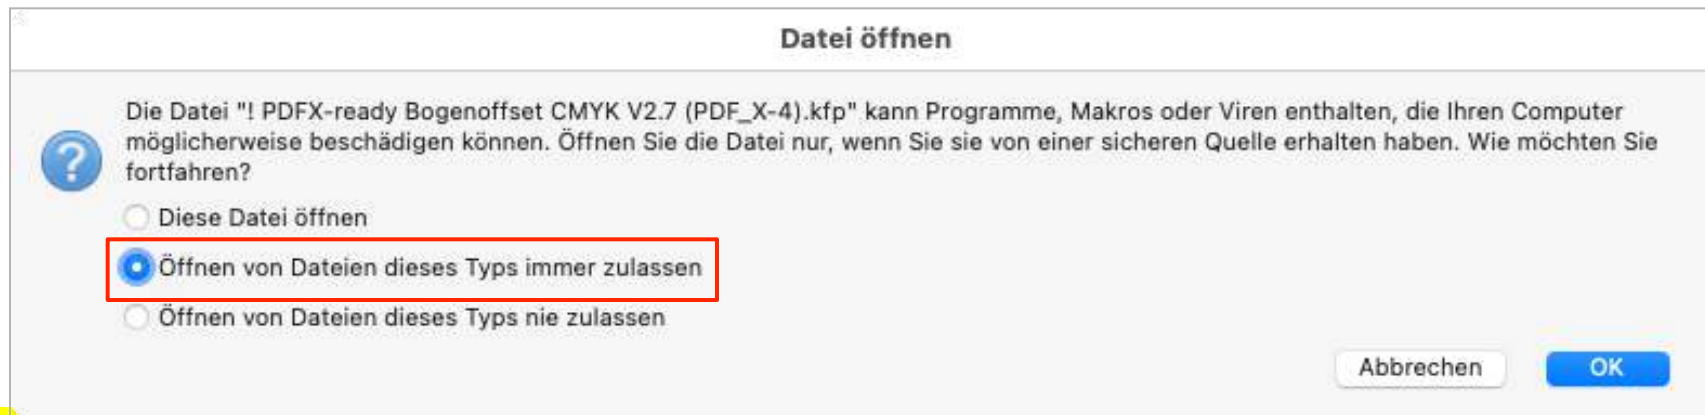 Datei öffnen
Die Datei "! PDFX-ready Bogenoffset CMYK V2.7 (PDF_X-4).kfp" kann Programme, Makros oder Viren enthalten, die Ihren Computer
möglicherweise beschädigen können. Öffnen Sie die Datei nur, wenn Sie sie von einer sicheren Quelle erhalten haben. Wie möchten Sie
fortfahren?
Diese Datei öffnen
Öffnen von Dateien dieses Typs immer zulassen
Öffnen von Dateien dieses Typs nie zulassen
Abbrechen OK